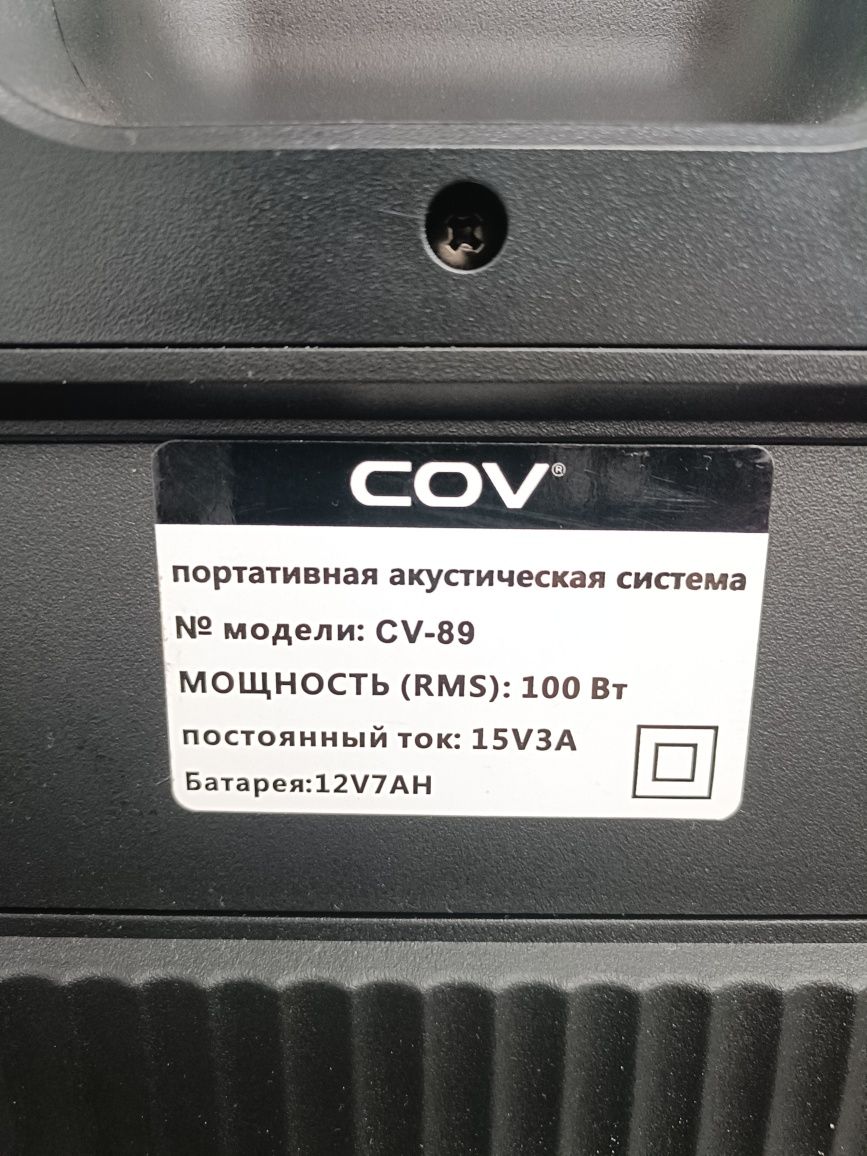 COV®
портативная акустическая система
№ модели: CV-89
МОЩНОСТЬ (RMS): 100 Вт
постоянный ток: 15V3A
Батарея:12V7AH